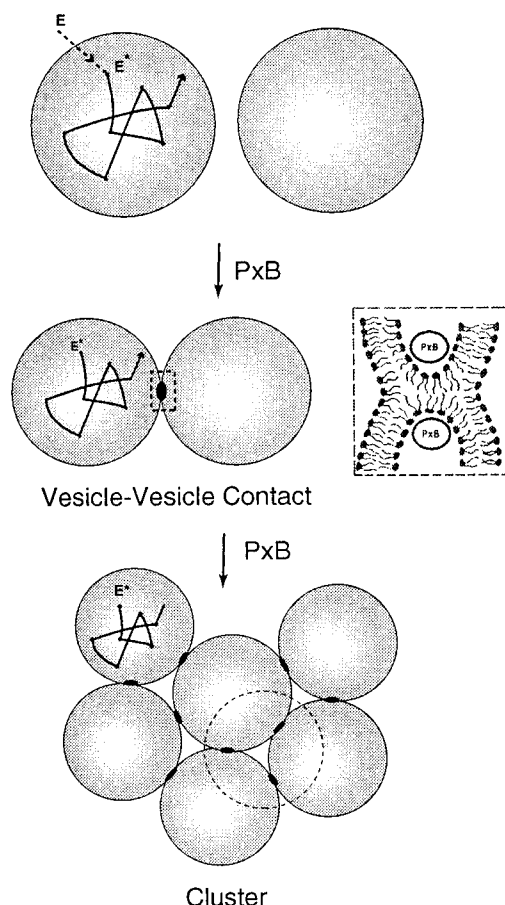 E
E*
PxB
E*
PxB
PxB
Vesicle-Vesicle Contact
PxB
E*
Cluster